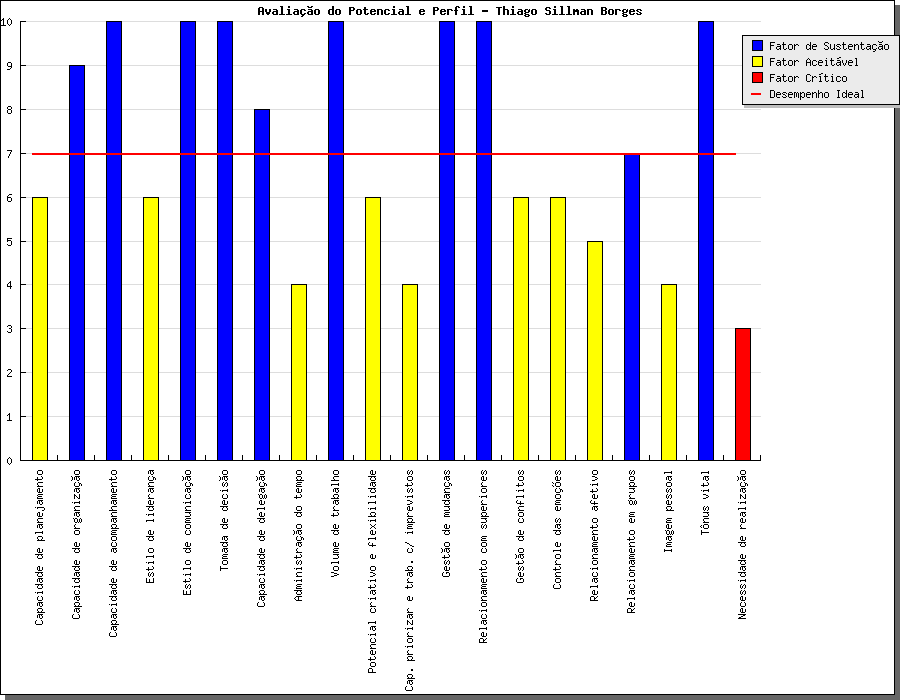 Avaliação do Potencial e Perfil - Thiago Sillman Borges
Fator de Sustentação
Fator Aceitável
Fator Crítico
Desempenho Ideal
10
9
8
7
6
5
4
3
2
1
0
Capacidade de planejamento
Capacidade de organização
Capacidade de acompanhamento
Estilo de liderança
Estilo de comunicação
Tomada de decisão
Capacidade de delegação
Administração do tempo
Volume de trabalho
Potencial criativo e flexibilidade
Cap. priorizar e trab. c/ imprevistos
Gestão de mudanças
Relacionamento com superiores
Gestão de conflitos
Controle das emoções
Relacionamento afetivo
Relacionamento em grupos
Imagem pessoal
Tônus vital
Necessidade de realização